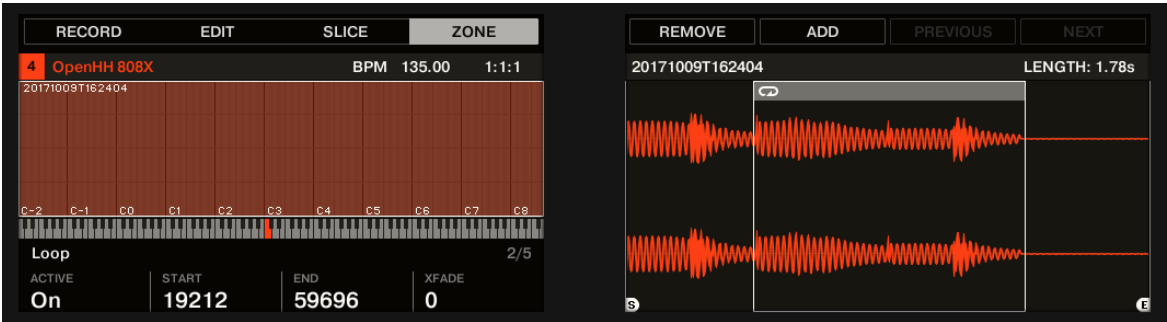 RECORD EDIT SLICE ZONE
4 OpenHH 808X BPM 135.00 1:1:1
20171009T162404
C-2 C-1 C0 C1 C2 C3 C4 C5 C6 C7 C8
Loop 2/5
ACTIVE START END XFADE
On 19212 59696 0
REMOVE ADD PREVIOUS NEXT
20171009T162404 LENGTH: 1.78s
S E